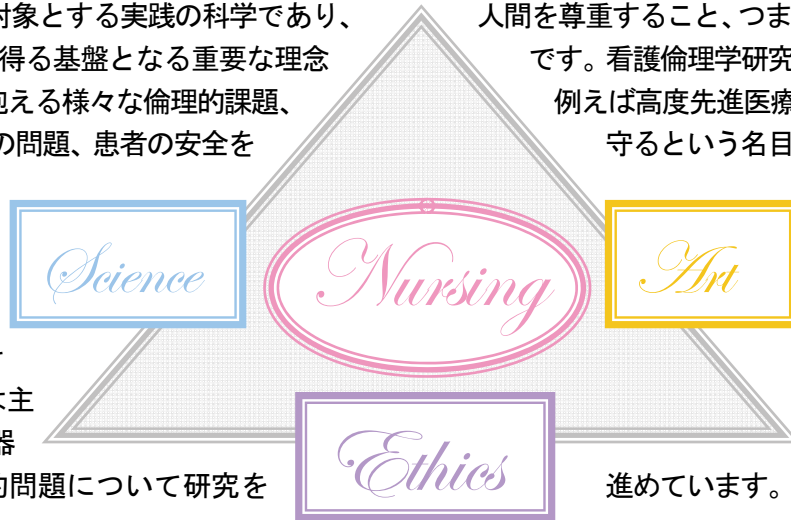 対象とする実践の科学であり、 人間を尊重すること、つま
得る基盤となる重要な理念 です。看護倫理学研究
抱える様々な倫理的課題、 例えば高度先進医療
の問題、患者の安全を 守るという名目
Science Nursing Art
は主
器
Ethics
的問題について研究を 進めています。